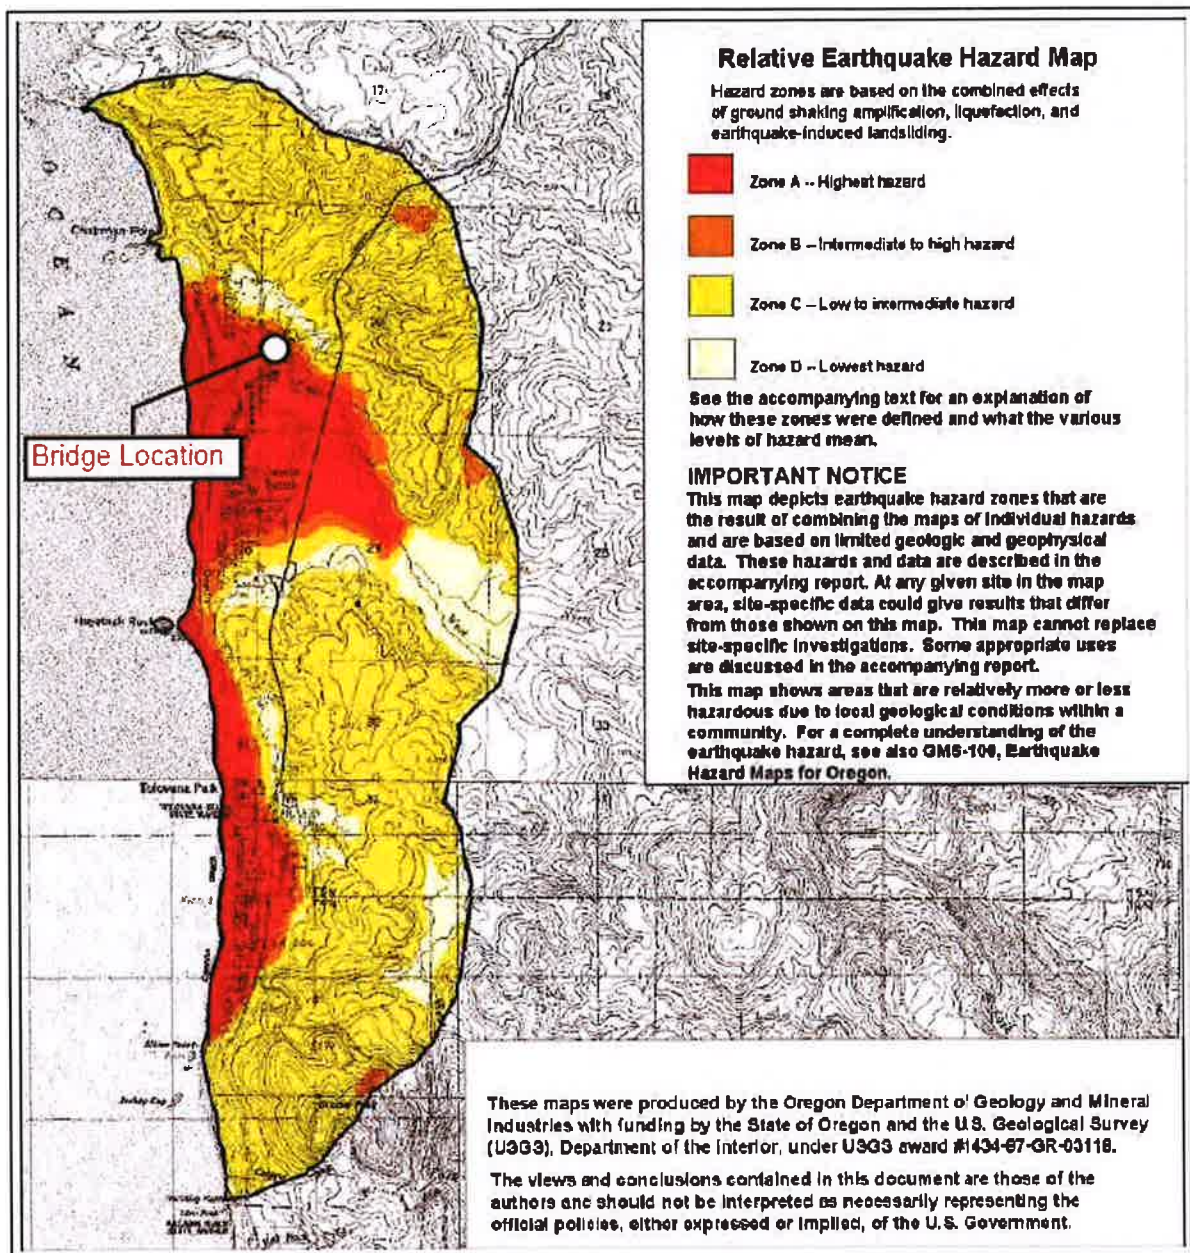 Relative Earthquake Hazard Map
Hazard zones are based on the combined effects
of ground shaking amplification, liquefaction, and
earthquake-induced landsliding.
Zone A -- Highest hazard
Zone B -- Intermediate to high hazard
Zone C -- Low to intermediate hazard
Zone D -- Lowest hazard
See the accompanying text for an explanation of
how these zones were defined and what the various
levels of hazard mean.
IMPORTANT NOTICE
This map depicts earthquake hazard zones that are
the result of combining the maps of individual hazards
and are based on limited geologic and geophysical
data. These hazards and data are described in the
accompanying report. At any given site in the map
area, site-specific data could give results that differ
from those shown on this map. This map cannot replace
site-specific investigations. Some appropriate uses
are discussed in the accompanying report.
This map shows areas that are relatively more or less
hazardous due to local geological conditions within a
community. For a complete understanding of the
earthquake hazard, see also GMS-100, Earthquake
Hazard Maps for Oregon.
OCEAN
Bridge Location
Haystack Rock
Tolovana Park
17
29
33
These maps were produced by the Oregon Department of Geology and Mineral
Industries with funding by the State of Oregon and the U.S. Geological Survey
(USGS), Department of the Interior, under USGS award #1434-97-GR-03118.
The views and conclusions contained in this document are those of the
authors and should not be interpreted as necessarily representing the
official policies, either expressed or implied, of the U.S. Government.